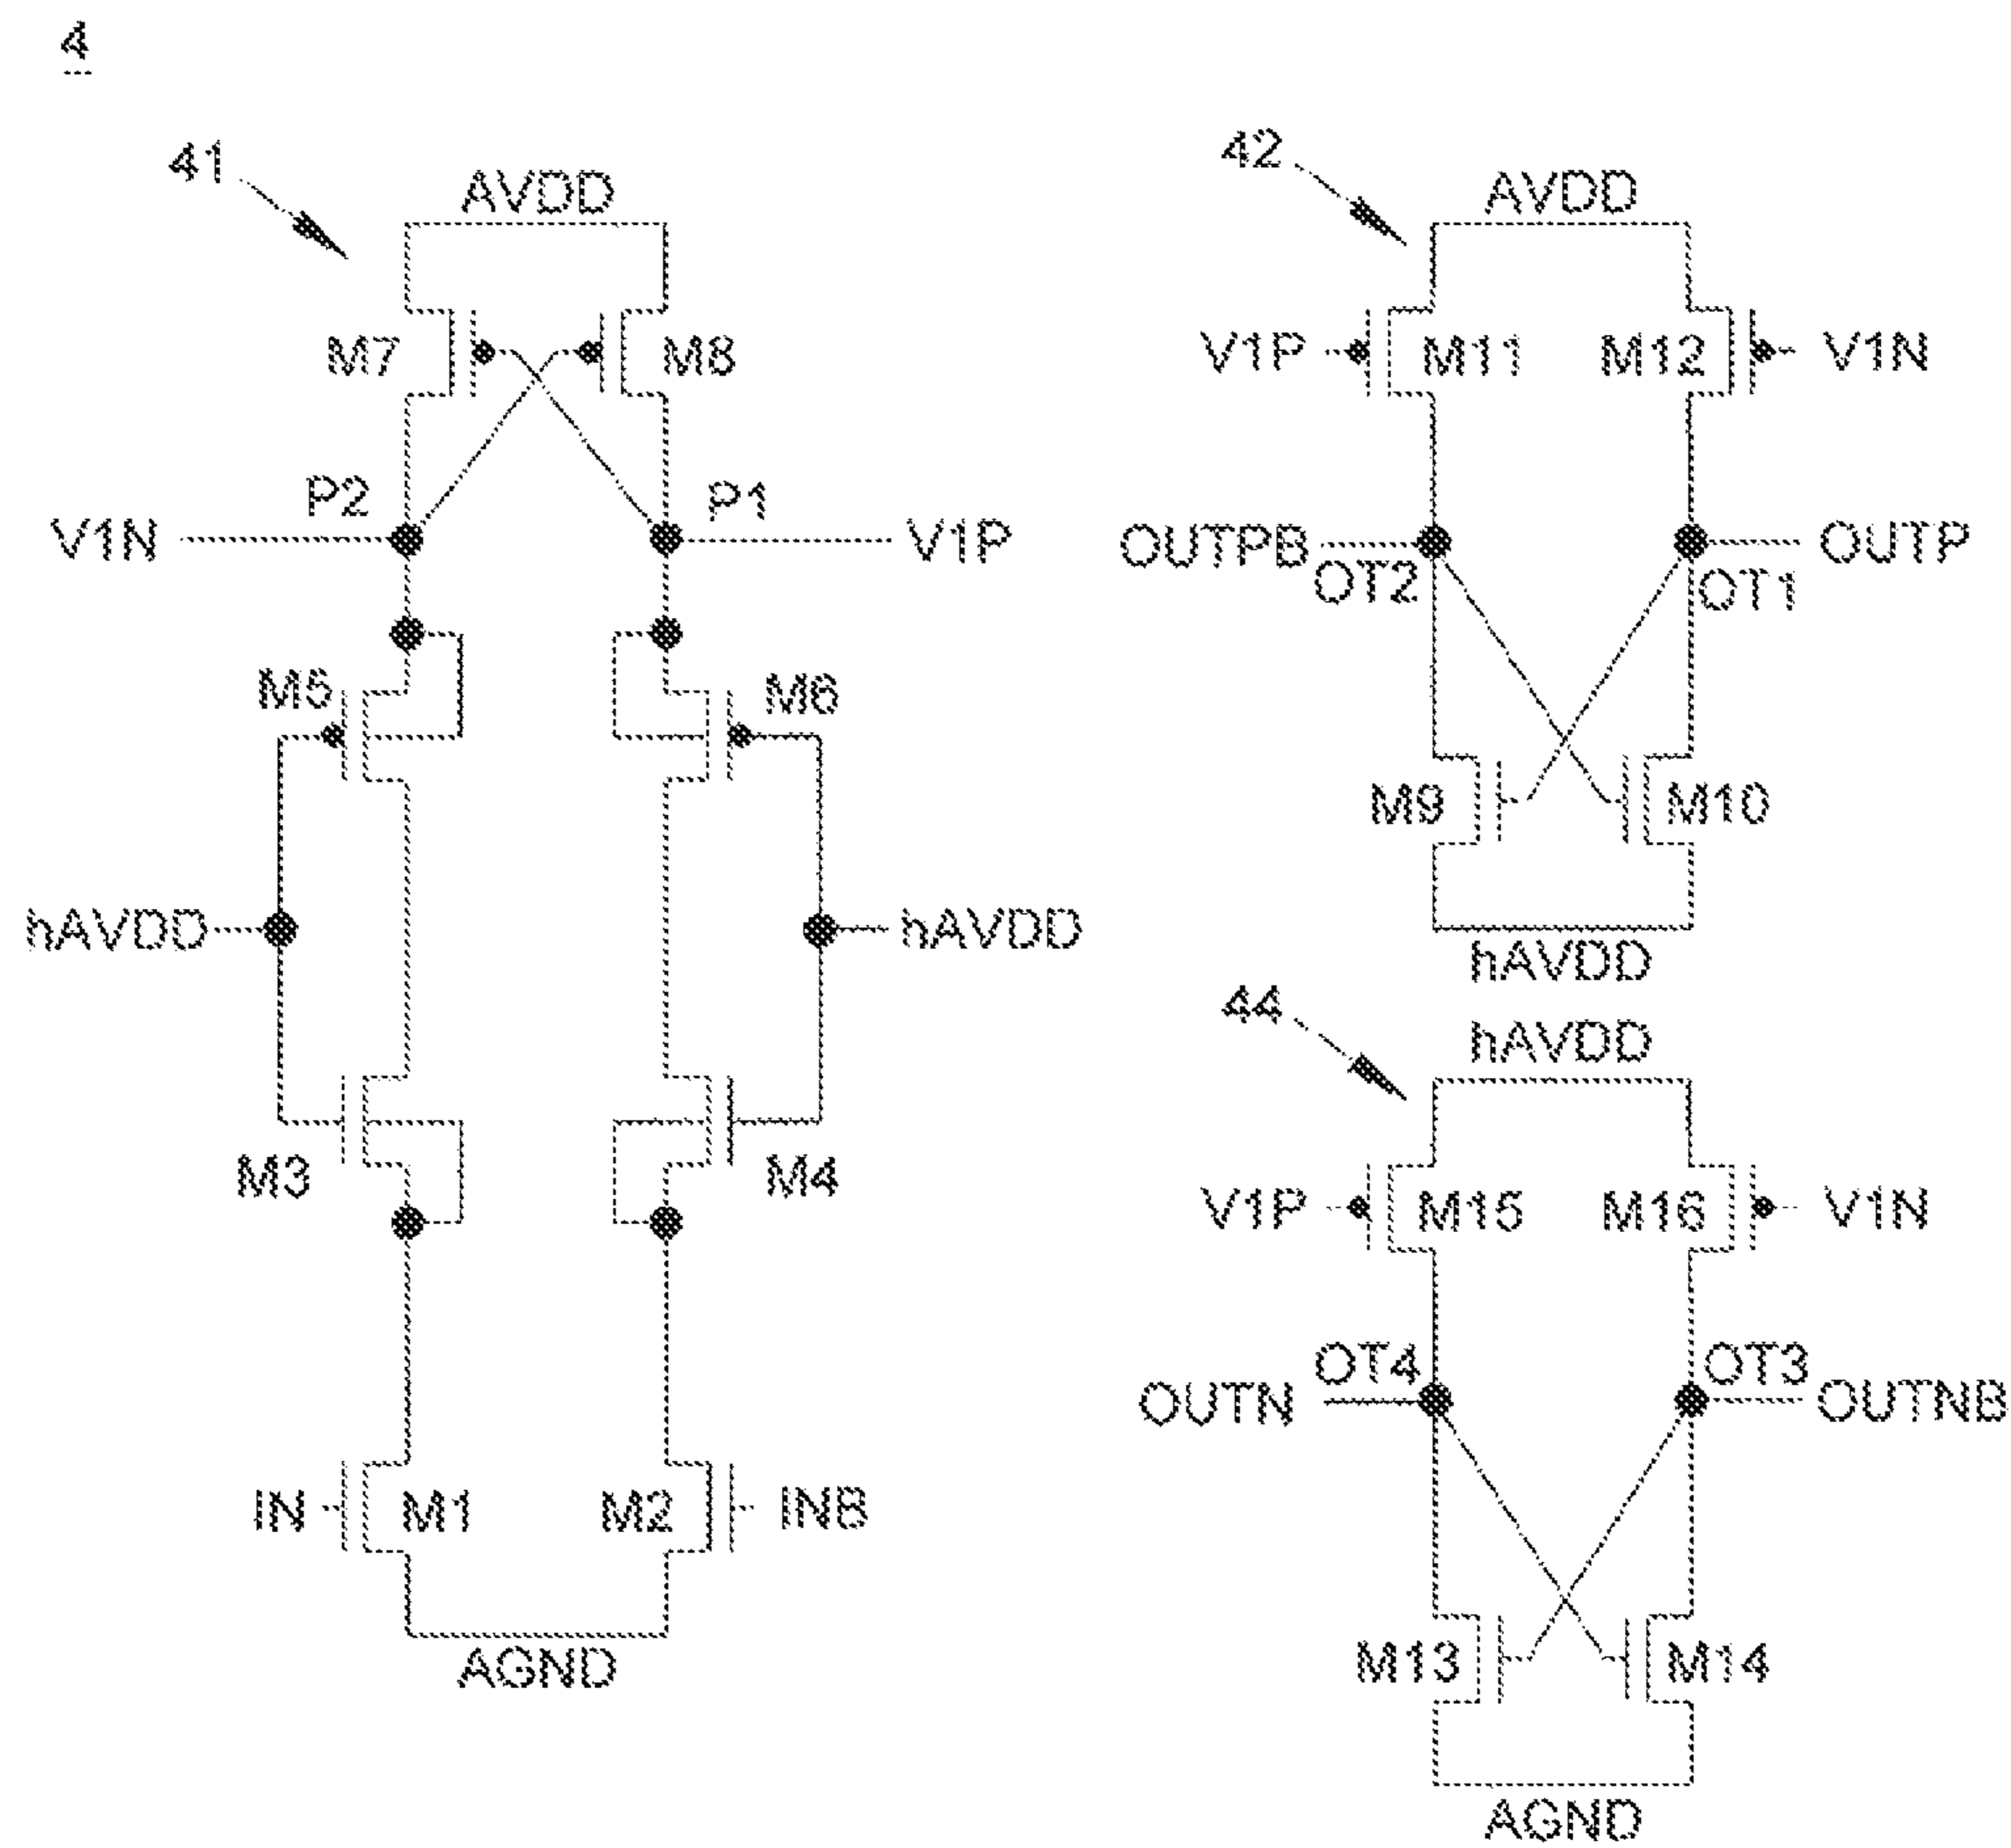 4
41
AVDD
M7
M8
P2
P1
V1N
V1P
M5
M6
hAVDD
hAVDD
M3
M4
IN
M1
M2
INB
AGND
42
AVDD
V1P
M11
M12
V1N
OUTPB
OT2
OUTP
OT1
M9
M10
hAVDD
44
hAVDD
V1P
M15
M16
V1N
OT4
OT3
OUTN
OUTNB
M13
M14
AGND